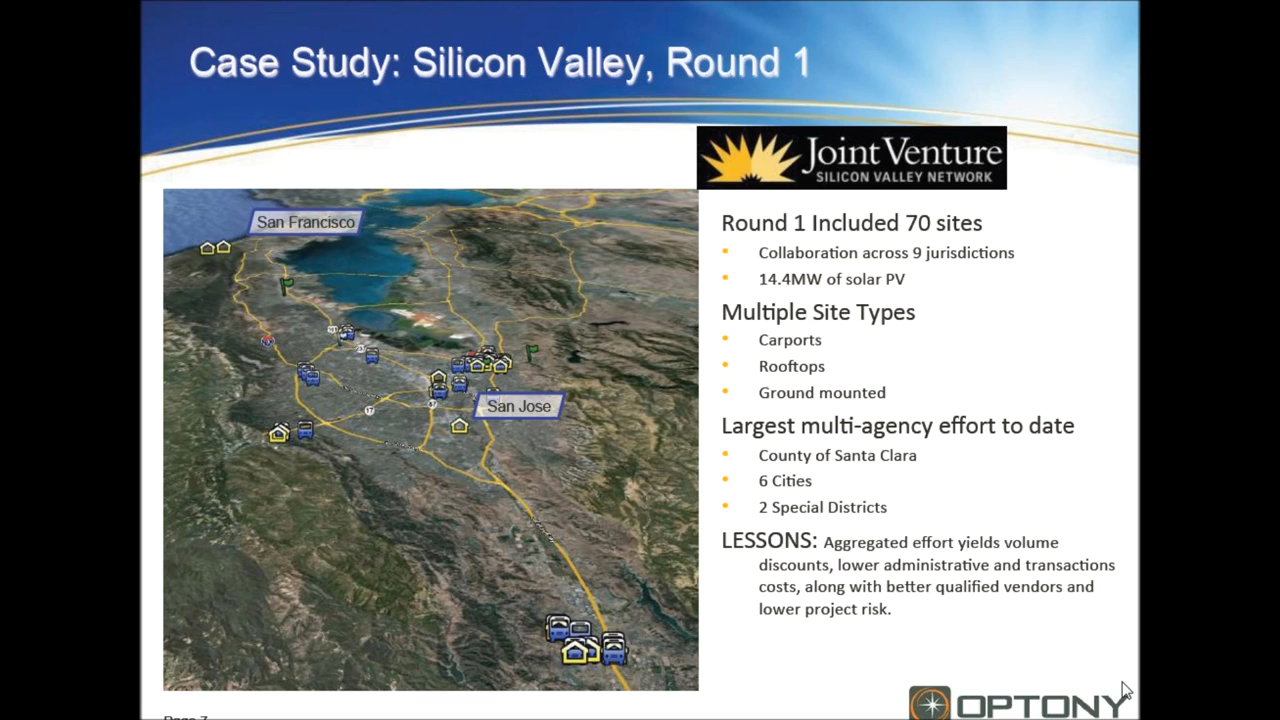 Case Study: Silicon Valley, Round 1
Joint Venture
SILICON VALLEY NETWORK
San Francisco
San Jose
Round 1 Included 70 sites
• Collaboration across 9 jurisdictions
• 14.4MW of solar PV
Multiple Site Types
• Carports
• Rooftops
• Ground mounted
Largest multi-agency effort to date
• County of Santa Clara
• 6 Cities
• 2 Special Districts
LESSONS: Aggregated effort yields volume
discounts, lower administrative and transactions
costs, along with better qualified vendors and
lower project risk.
OPTONY
Page 7